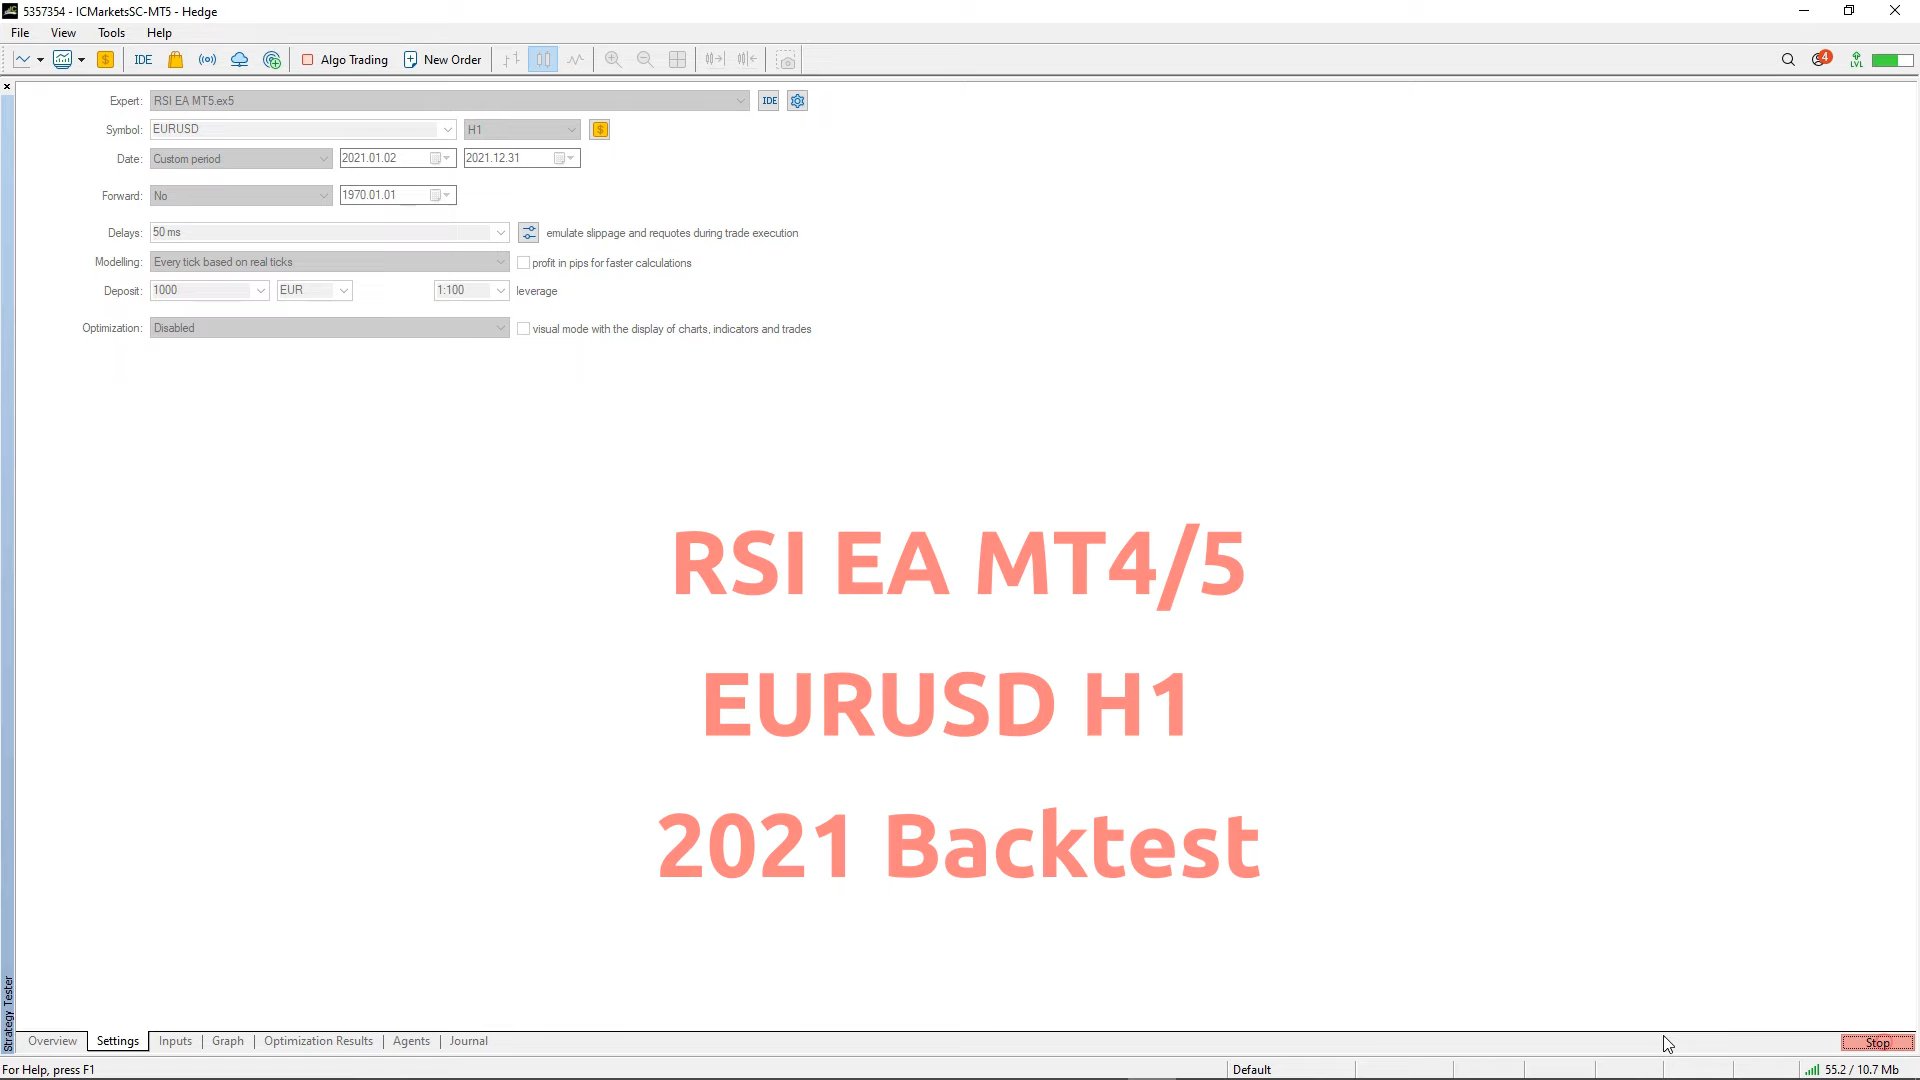 5357354 - ICMarketsSC-MT5 - Hedge
File View Tools Help
$ IDE Algo Trading New Order 4 LVL
Expert: RSI EA MT5.ex5 IDE
Symbol: EURUSD H1 $
Date: Custom period 2021.01.02 2021.12.31
Forward: No 1970.01.01
Delays: 50 ms emulate slippage and requotes during trade execution
Modelling: Every tick based on real ticks profit in pips for faster calculations
Deposit: 1000 EUR 1:100 leverage
Optimization: Disabled visual mode with the display of charts, indicators and trades
RSI EA MT4/5
EURUSD H1
2021 Backtest
Strategy Tester
Overview Settings Inputs Graph Optimization Results Agents Journal Stop
For Help, press F1 Default 55.2 / 10.7 Mb